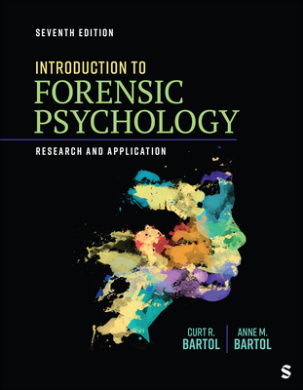 SEVENTH EDITION
INTRODUCTION TO
FORENSIC
PSYCHOLOGY
RESEARCH AND APPLICATION
CURT R. ANNE M.
BARTOL BARTOL
S